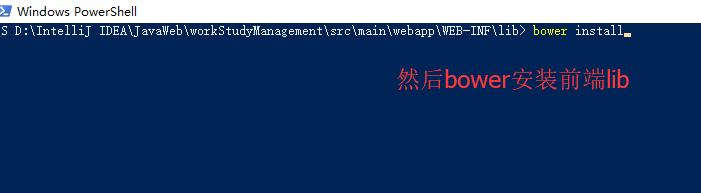 Windows PowerShell
S D:\IntelliJ IDEA\JavaWeb\workStudyManagement\src\main\webapp\WEB-INF\lib> bower install
然后bower安装前端lib